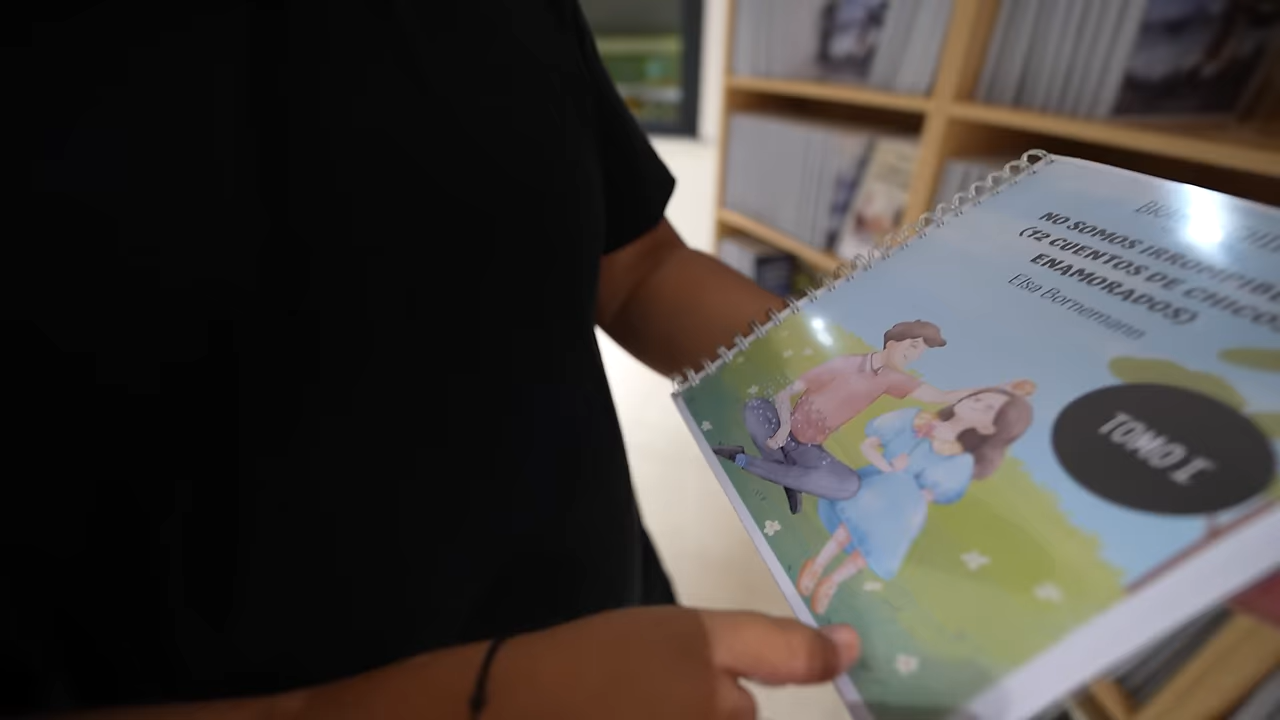 NO SOMOS IRROMPIBLE
(12 CUENTOS DE CHICOS
ENAMORADOS)
Elsa Bornemann
TOMO I